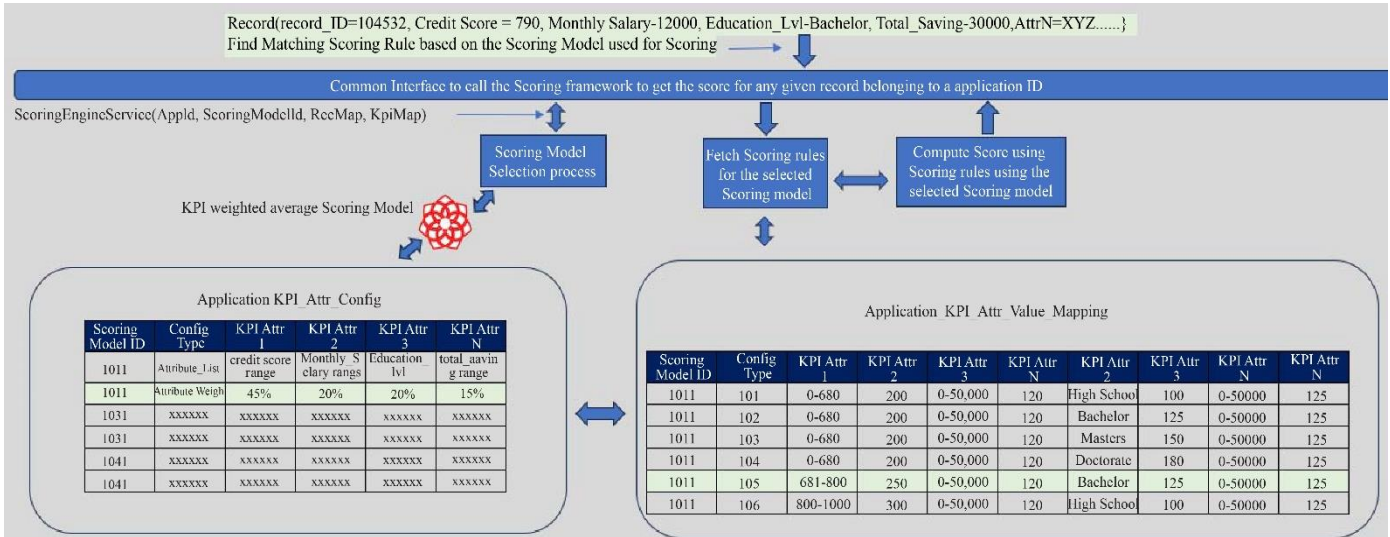 Record(record_ID=104532, Credit Score = 790, Monthly Salary-12000, Education_Lvl-Bachelor, Total_Saving-30000,AttrN=XYZ......}
Find Matching Scoring Rule based on the Scoring Model used for Scoring
Common Interface to call the Scoring framework to get the score for any given record belonging to a application ID
ScoringEngineService(AppId, ScoringModelId, RecMap, KpiMap)
Scoring Model
Selection process
Fetch Scoring rules
for the selected
Scoring model
Compute Score using
Scoring rules using the
selected Scoring model
KPI weighted average Scoring Model
Application KPI_Attr_Config
Scoring Model ID Config Type KPI Attr 1 KPI Attr 2 KPI Attr 3 KPI Attr N
1011 Attribute_List credit score range Monthly_S elary rangs Education_ lvl total_aavin g range
1011 Attribute Weigh 45% 20% 20% 15%
1031 xxxxxx xxxxxx xxxxxx xxxxxx xxxxxx
1031 xxxxxx xxxxxx xxxxxx xxxxxx xxxxxx
1041 xxxxxx xxxxxx xxxxxx xxxxxx xxxxxx
1041 xxxxxx xxxxxx xxxxxx xxxxxx xxxxxx
Application_KPI_Attr_Value_Mapping
Scoring Model ID Config Type KPI Attr 1 KPI Attr 2 KPI Attr 3 KPI Attr N KPI Attr 2 KPI Attr 3 KPI Attr N KPI Attr N
1011 101 0-680 200 0-50,000 120 High School 100 0-50000 125
1011 102 0-680 200 0-50,000 120 Bachelor 125 0-50000 125
1011 103 0-680 200 0-50,000 120 Masters 150 0-50000 125
1011 104 0-680 200 0-50,000 120 Doctorate 180 0-50000 125
1011 105 681-800 250 0-50,000 120 Bachelor 125 0-50000 125
1011 106 800-1000 300 0-50,000 120 High School 100 0-50000 125